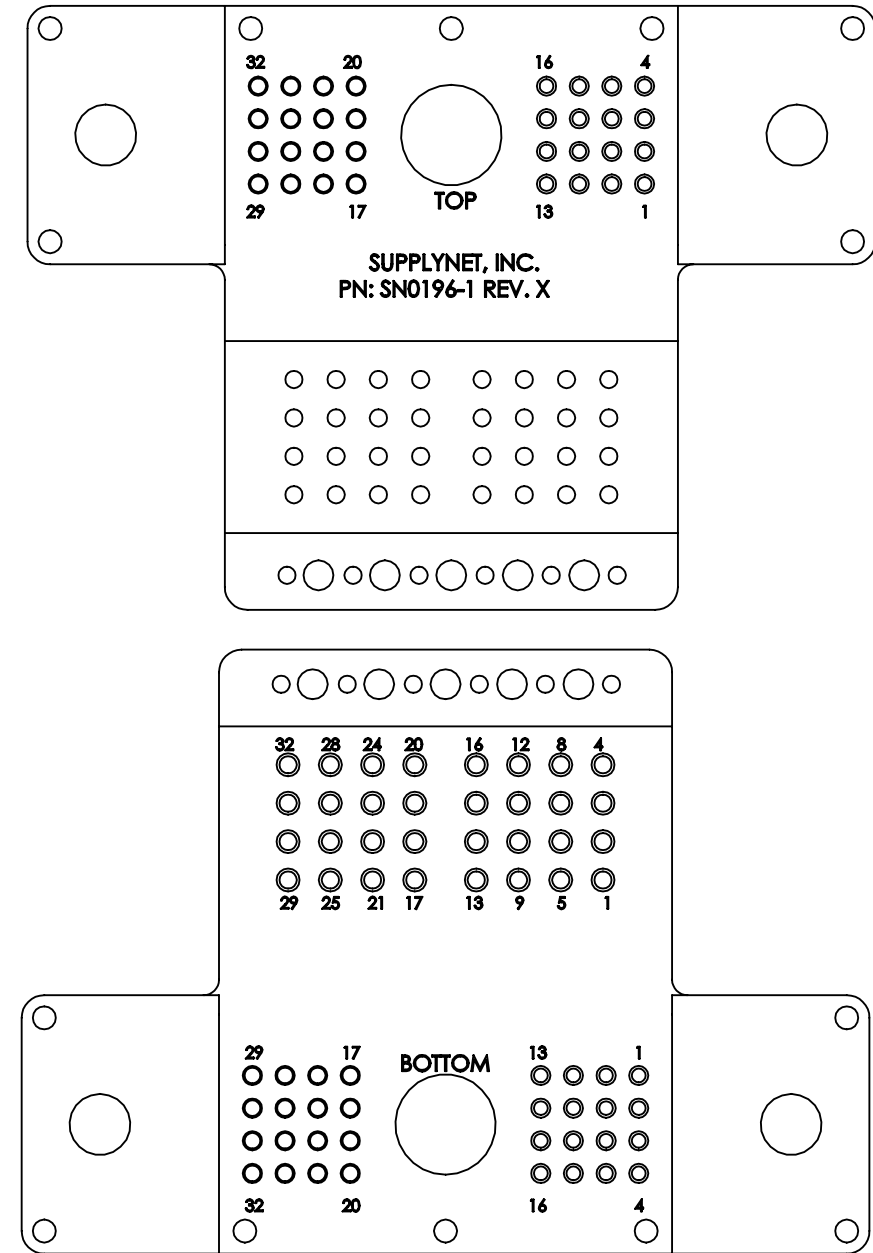 32 20 16 4
29 17 13 1
TOP
SUPPLYNET, INC.
PN: SN0196-1 REV. X
32 28 24 20 16 12 8 4
29 25 21 17 13 9 5 1
29 17 13 1
BOTTOM
32 20 16 4